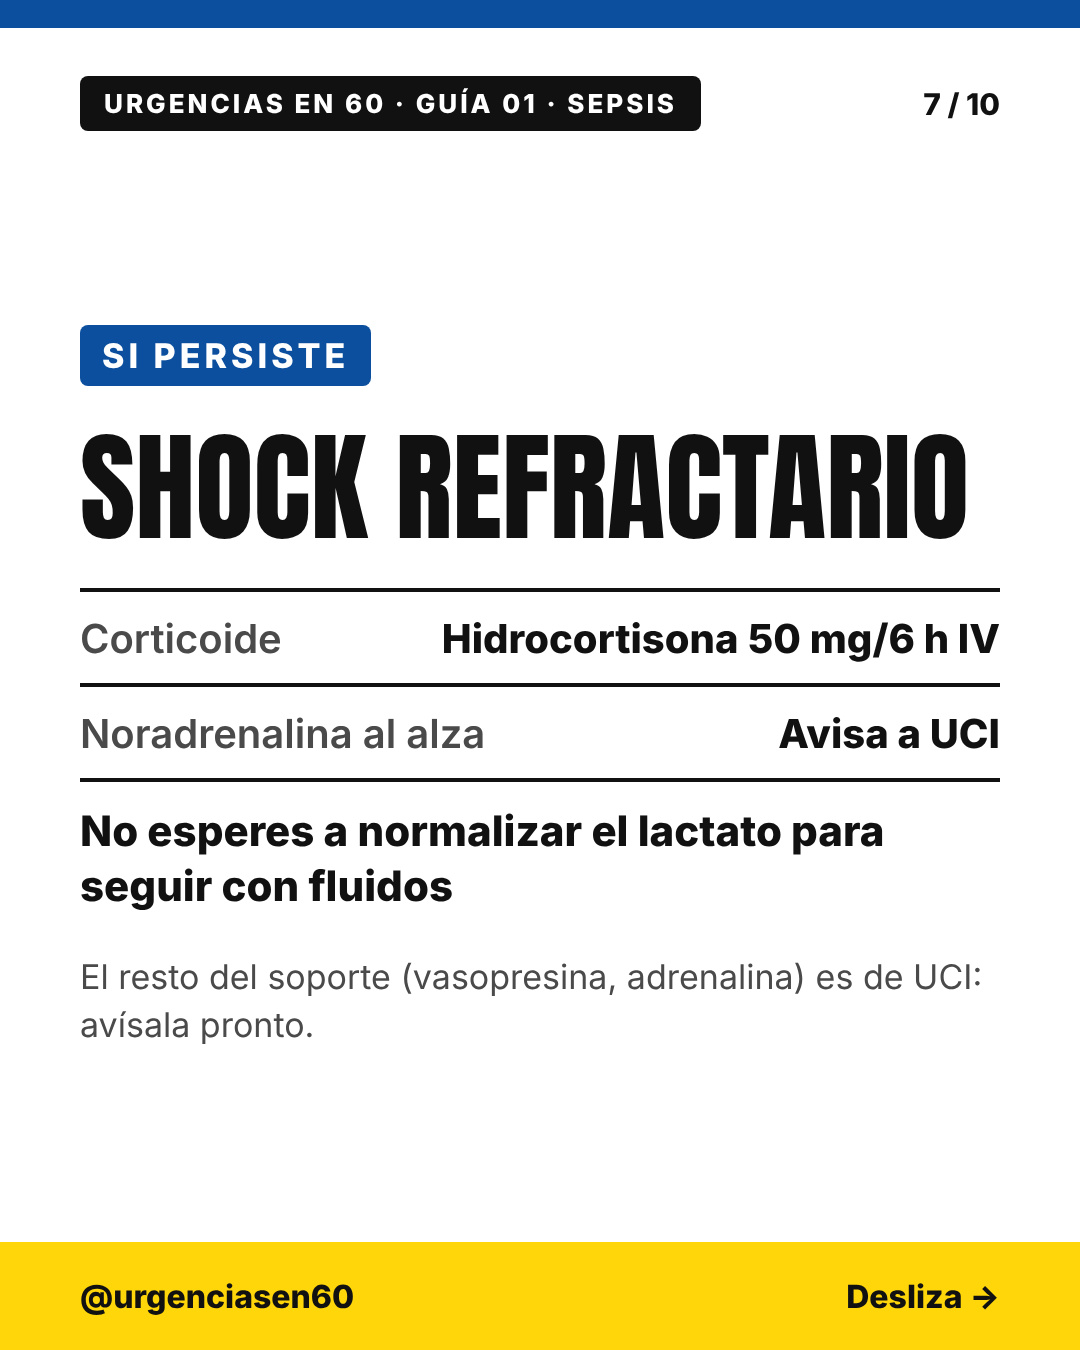 URGENCIAS EN 60 · GUÍA 01 · SEPSIS
7 / 10
SI PERSISTE
SHOCK REFRACTARIO
Corticoide Hidrocortisona 50 mg/6 h IV
Noradrenalina al alza Avisa a UCI
No esperes a normalizar el lactato para
seguir con fluidos
El resto del soporte (vasopresina, adrenalina) es de UCI:
avísala pronto.
@urgenciasen60 Desliza →